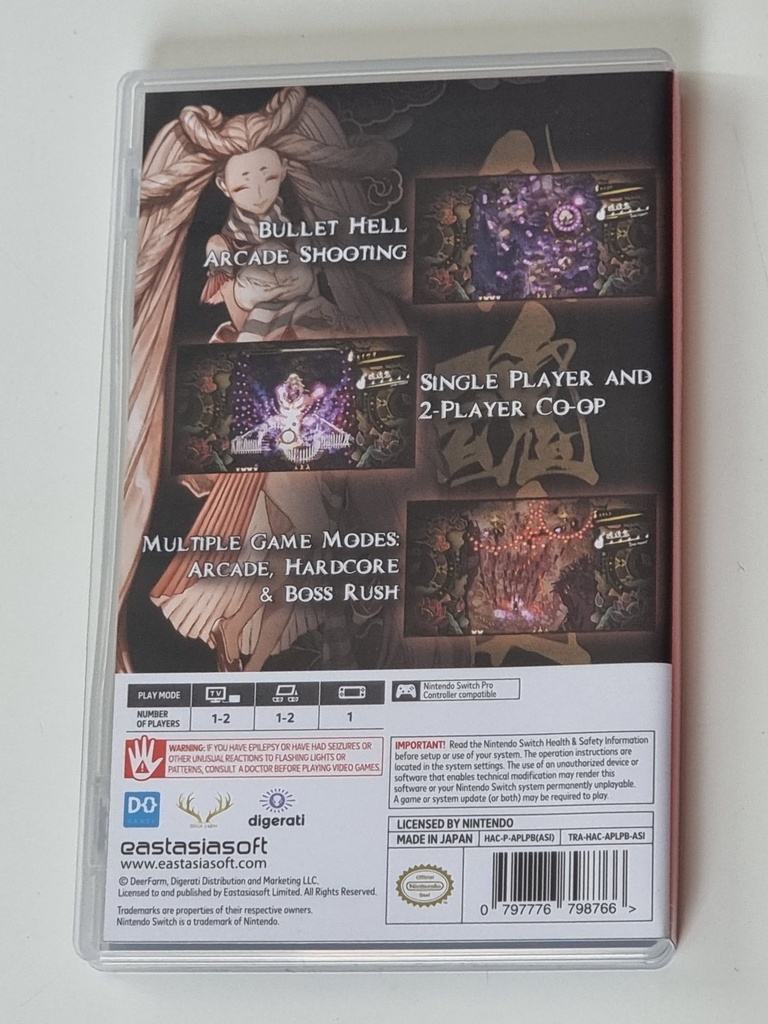 BULLET HELL
ARCADE SHOOTING
SINGLE PLAYER AND
2-PLAYER CO-OP
MULTIPLE GAME MODES:
ARCADE, HARDCORE
& BOSS RUSH
PLAY MODE
TV
NUMBER
OF PLAYERS
1-2
1-2
1
Nintendo Switch Pro
Controller compatible
WARNING: IF YOU HAVE EPILEPSY OR HAVE HAD SEIZURES OR
OTHER UNUSUAL REACTIONS TO FLASHING LIGHTS OR
PATTERNS, CONSULT A DOCTOR BEFORE PLAYING VIDEO GAMES.
IMPORTANT! Read the Nintendo Switch Health & Safety Information
before setup or use of your system. The operation instructions are
located in the system settings. The use of an unauthorized device or
software that enables technical modification may render this
software or your Nintendo Switch system permanently unplayable.
A game or system update (or both) may be required to play.
DO
GAMES
DEER FARM
digerati
eastasiasoft
www.eastasiasoft.com
© DeerFarm, Digerati Distribution and Marketing LLC.
Licensed to and published by Eastasiasoft Limited. All Rights Reserved.
Trademarks are properties of their respective owners.
Nintendo Switch is a trademark of Nintendo.
LICENSED BY NINTENDO
MADE IN JAPAN
HAC-P-APLPB(ASI)
TRA-HAC-APLPB-ASI
Official
Nintendo
Seal
0 797776 798766 >